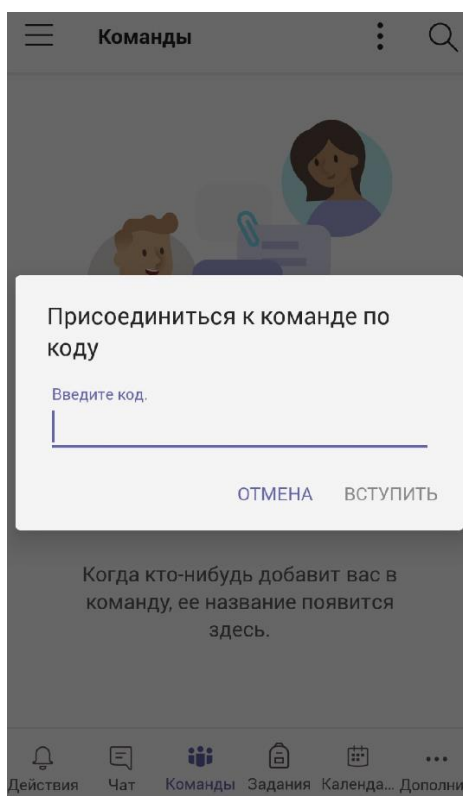 Команды
Присоединиться к команде по
коду
Введите код.
ОТМЕНА ВСТУПИТЬ
Когда кто-нибудь добавит вас в
команду, ее название появится
здесь.
Действия Чат Команды Задания Календа... Дополни